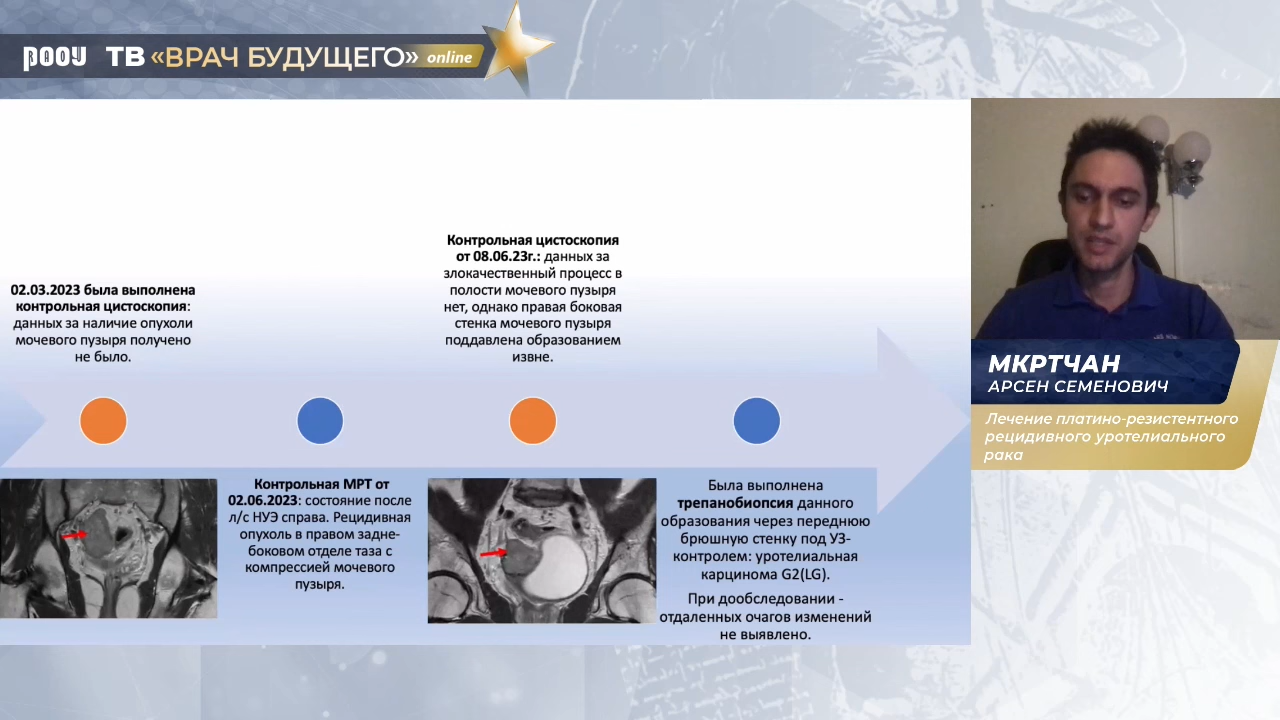 РООУ ТВ «ВРАЧ БУДУЩЕГО» online
02.03.2023 была выполнена
контрольная цистоскопия:
данных за наличие опухоли
мочевого пузыря получено
не было.
Контрольная МРТ от
02.06.2023: состояние после
л/с НУЭ справа. Рецидивная
опухоль в правом задне-
боковом отделе таза с
компрессией мочевого
пузыря.
Контрольная цистоскопия
от 08.06.23г.: данных за
злокачественный процесс в
полости мочевого пузыря
нет, однако правая боковая
стенка мочевого пузыря
поддавлена образованием
извне.
Была выполнена
трепанобиопсия данного
образования через переднюю
брюшную стенку под УЗ-
контролем: уротелиальная
карцинома G2(LG).
При дообследовании -
отдаленных очагов изменений
не выявлено.
МКРТЧАН
АРСЕН СЕМЕНОВИЧ
Лечение платино-резистентного
рецидивного уротелиального
рака